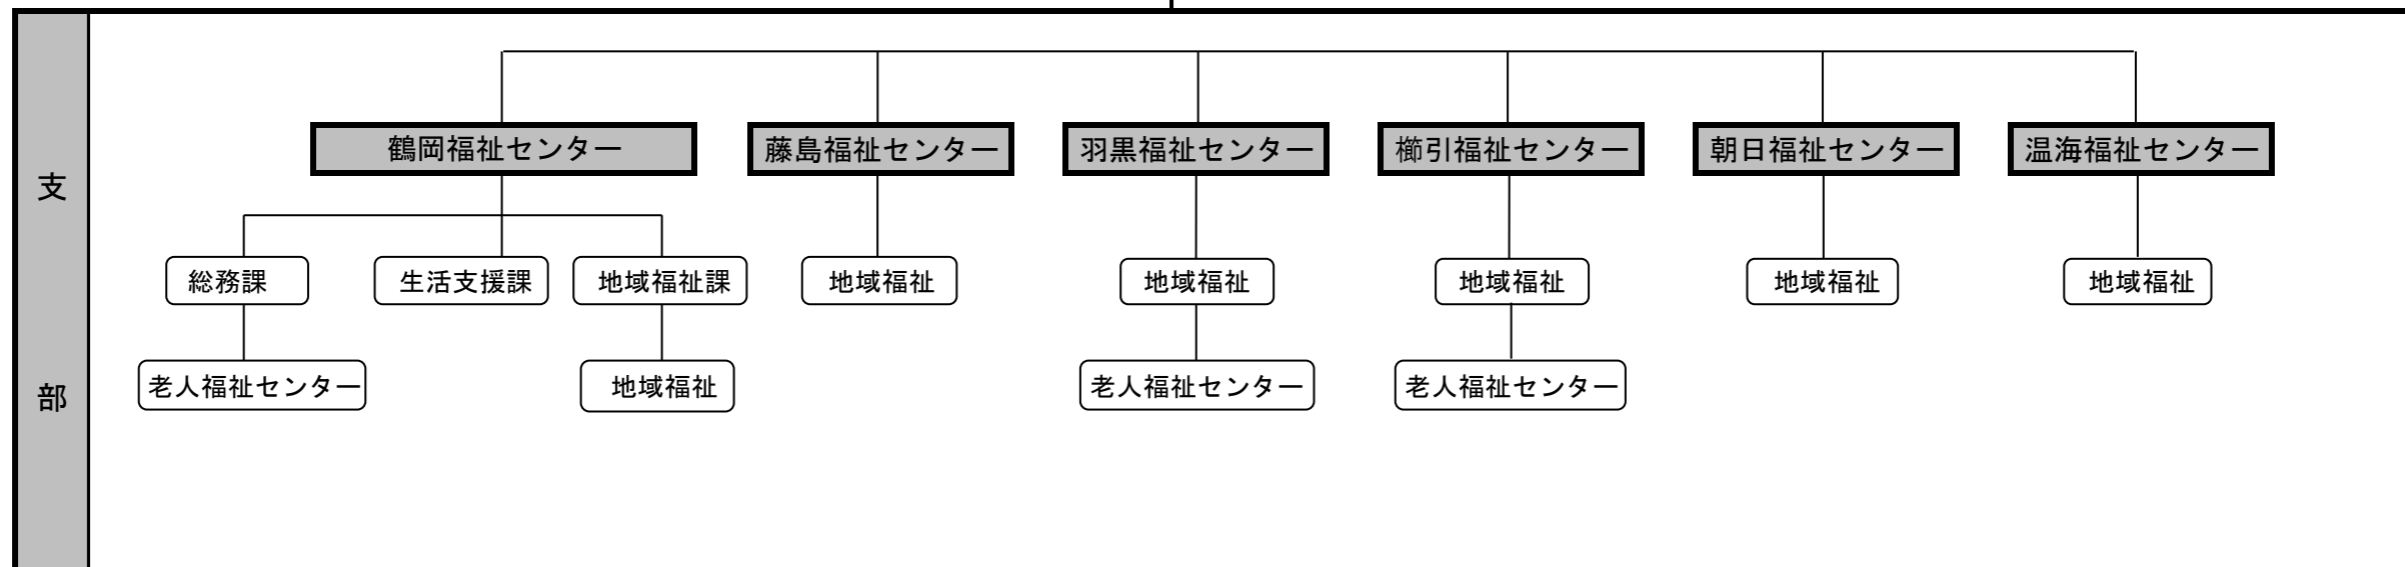 支
部
鶴岡福祉センター
藤島福祉センター
羽黒福祉センター
櫛引福祉センター
朝日福祉センター
温海福祉センター
総務課
生活支援課
地域福祉課
地域福祉
地域福祉
地域福祉
地域福祉
地域福祉
老人福祉センター
地域福祉
老人福祉センター
老人福祉センター